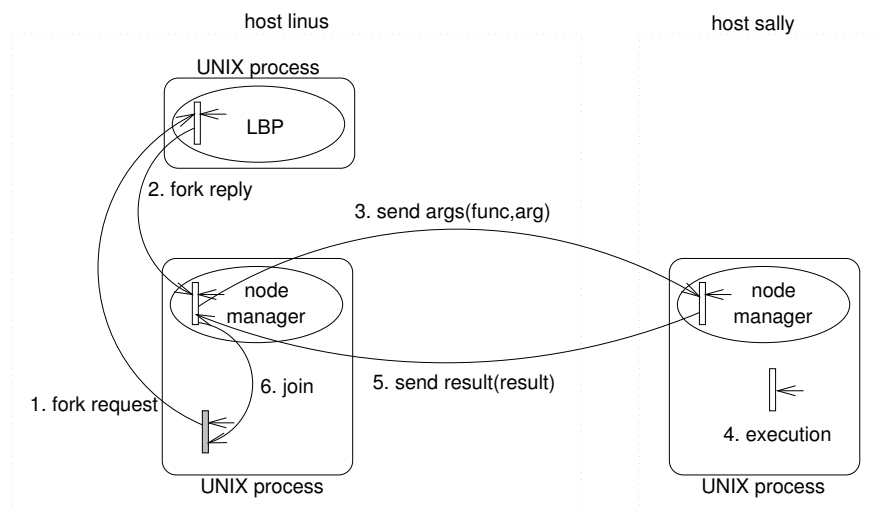 host linus
host sally
UNIX process
LBP
2. fork reply
3. send args(func,arg)
node
manager
node
manager
1. fork request
6. join
5. send result(result)
4. execution
UNIX process
UNIX process